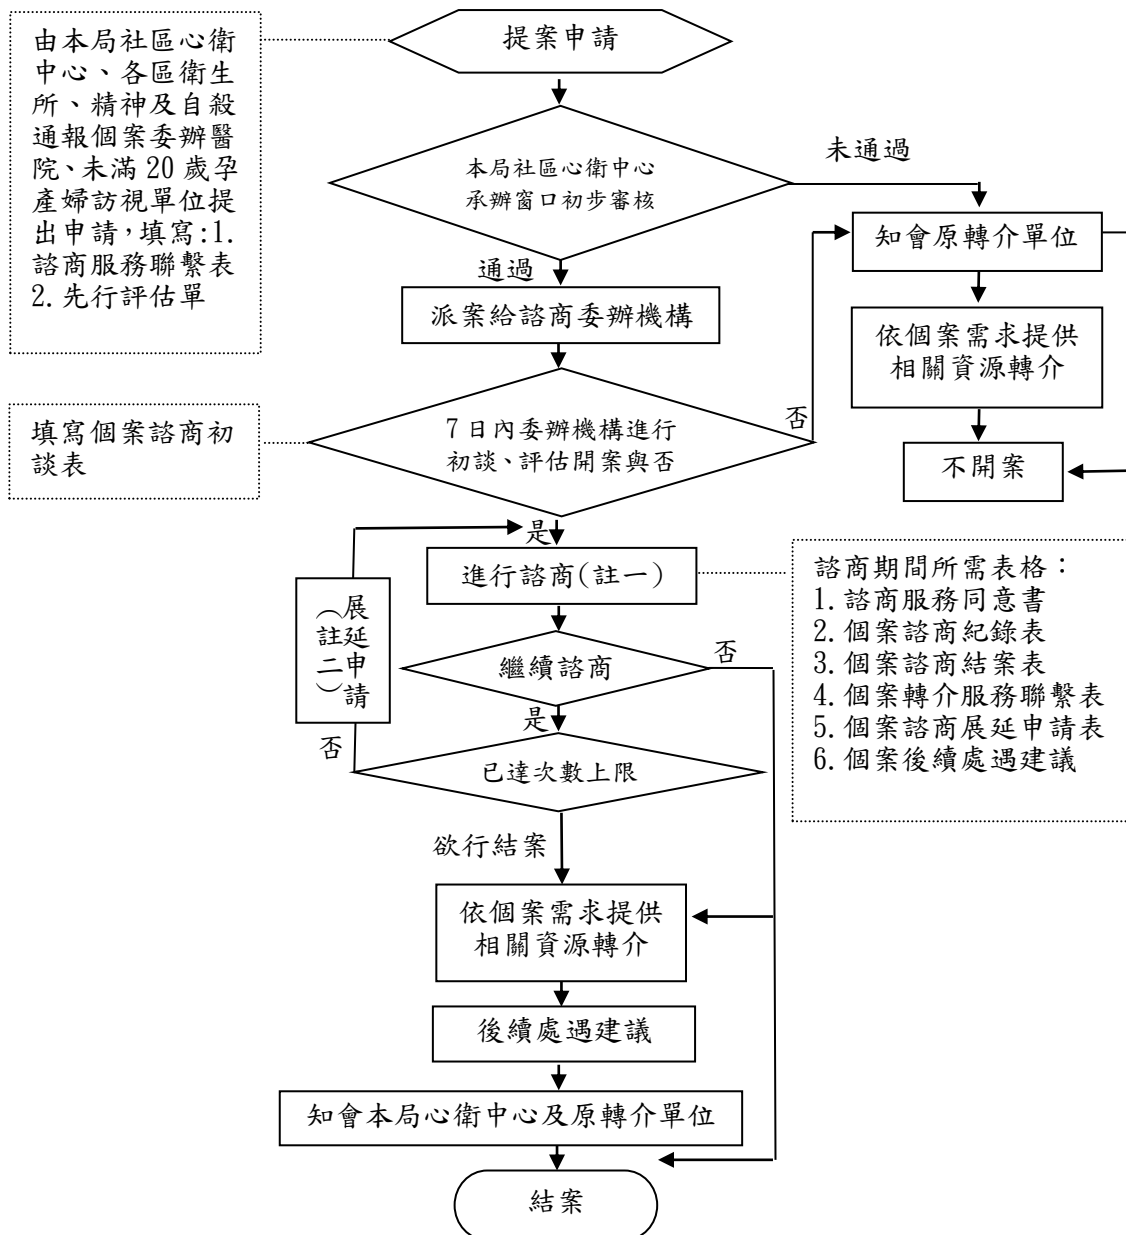 由本局社區心衛
中心、各區衛生
所、精神及自殺
通報個案委辦醫
院、未滿20歲孕
產婦訪視單位提
出申請,填寫:1.
諮商服務聯繫表
2.先行評估單
提案申請
本局社區心衛中心
承辦窗口初步審核
未通過
知會原轉介單位
通過
派案給諮商委辦機構
依個案需求提供
相關資源轉介
填寫個案諮商初
談表
7日內委辦機構進行
初談、評估開案與否
否
不開案
是
進行諮商(註一)
諮商期間所需表格：
1.諮商服務同意書
2.個案諮商紀錄表
3.個案諮商結案表
4.個案轉介服務聯繫表
5.個案諮商展延申請表
6.個案後續處遇建議
展延申請
(註二)
繼續諮商
否
是
否
已達次數上限
欲行結案
依個案需求提供
相關資源轉介
後續處遇建議
知會本局心衛中心及原轉介單位
結案